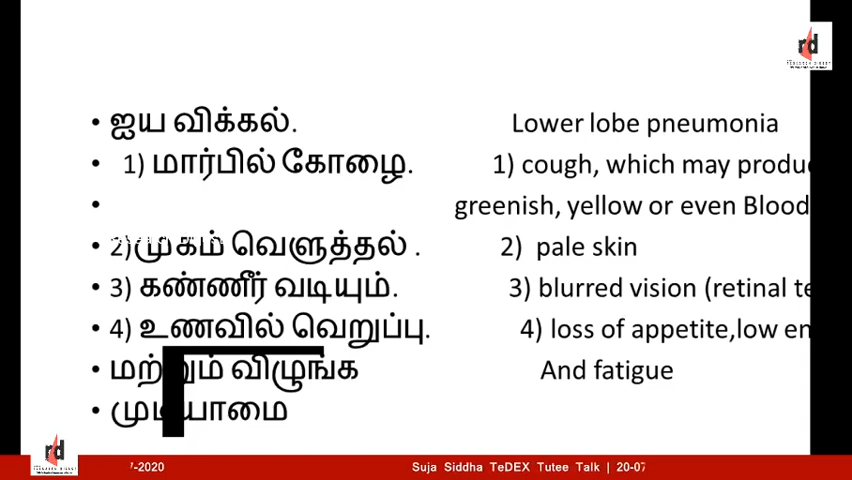 ஐய விக்கல். Lower lobe pneumonia
1) மார்பில் கோழை. 1) cough, which may produc
greenish, yellow or even Blood
2)முகம் வெளுத்தல் . 2) pale skin
3) கண்ணீர் வடியும். 3) blurred vision (retinal te
4) உணவில் வெறுப்பு. 4) loss of appetite,low en
மற்றும் விழுங்க And fatigue
முடியாமை
7-2020 Suja Siddha TeDEX Tutee Talk | 20-07